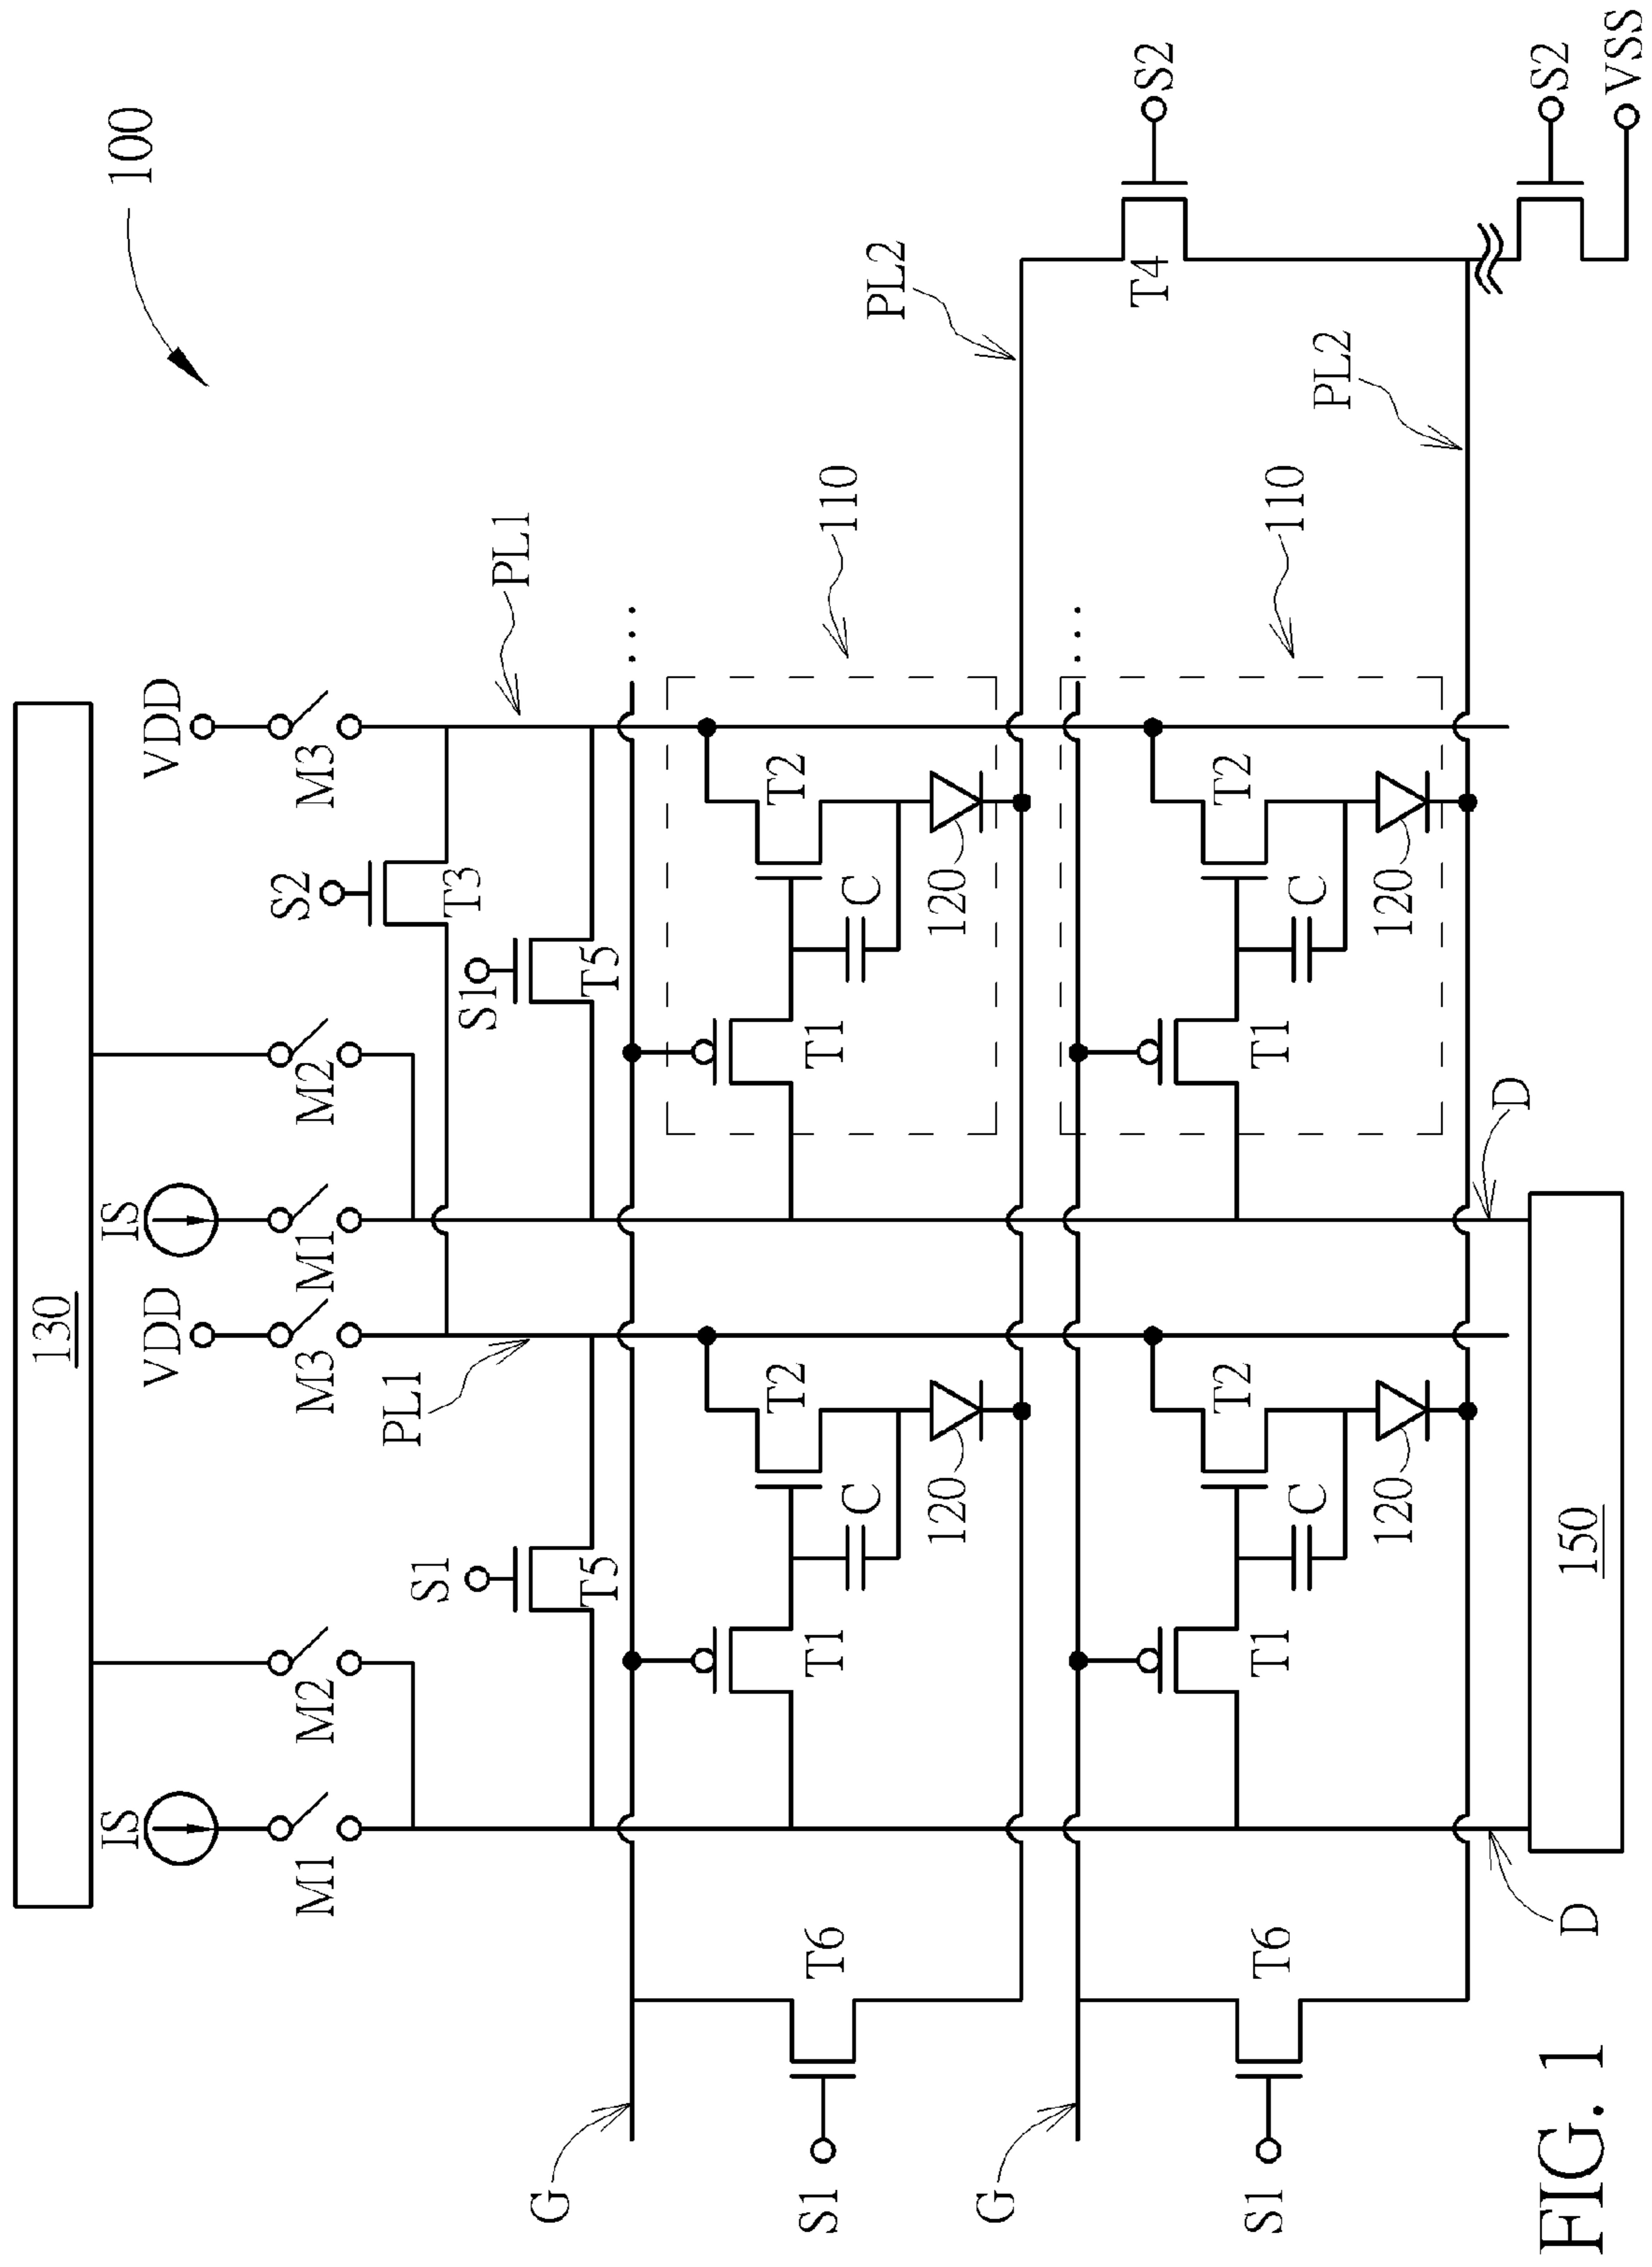 130
100
IS
VDD
IS
VDD
M1
M2
M3
M1
M2
M3
S2
PL1
S1
T3
S1
PL1
T5
T5
G
T2
T2
S1
T6
T1
T1
110
C
C
PL2
120
120
G
T4
S2
T2
T2
S1
T6
T1
T1
110
C
C
PL2
120
120
D
S2
D
150
VSS
FIG. 1